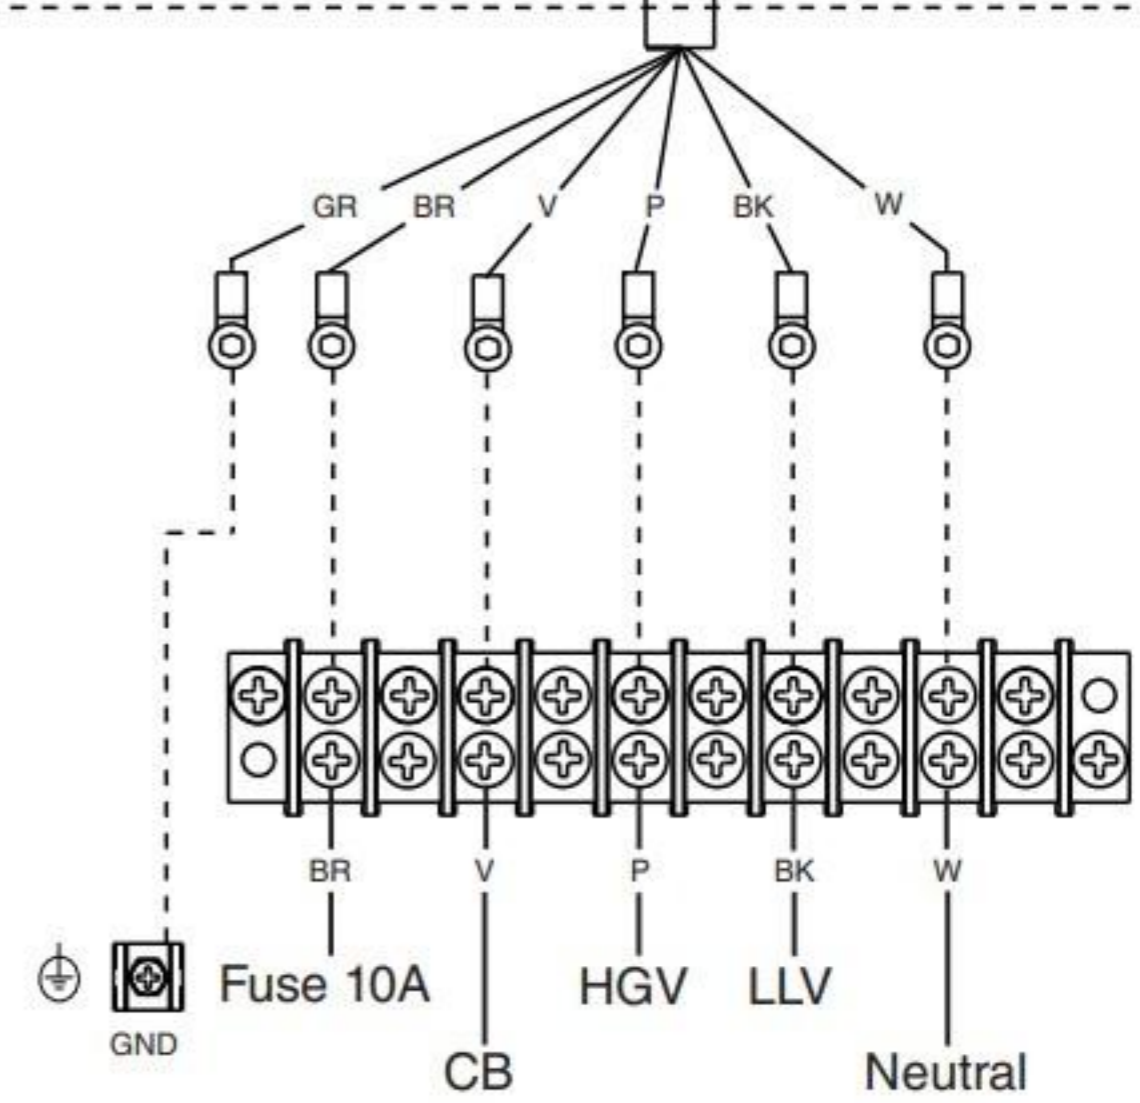 GR BR V P BK W
BR V P BK W
Fuse 10A HGV LLV
GND
CB Neutral